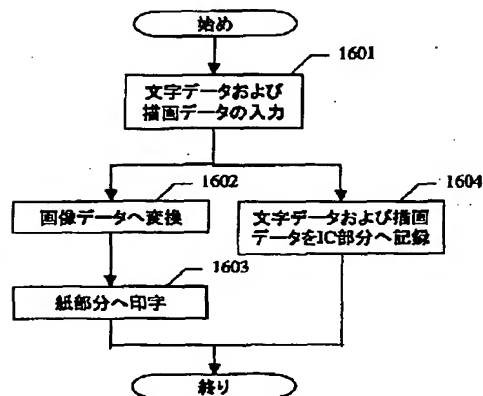 始め
1601
文字データおよび
描画データの入力
1602
画像データへ変換
1604
文字データおよび描画
データをIC部分へ記録
1603
紙部分へ印字
終り